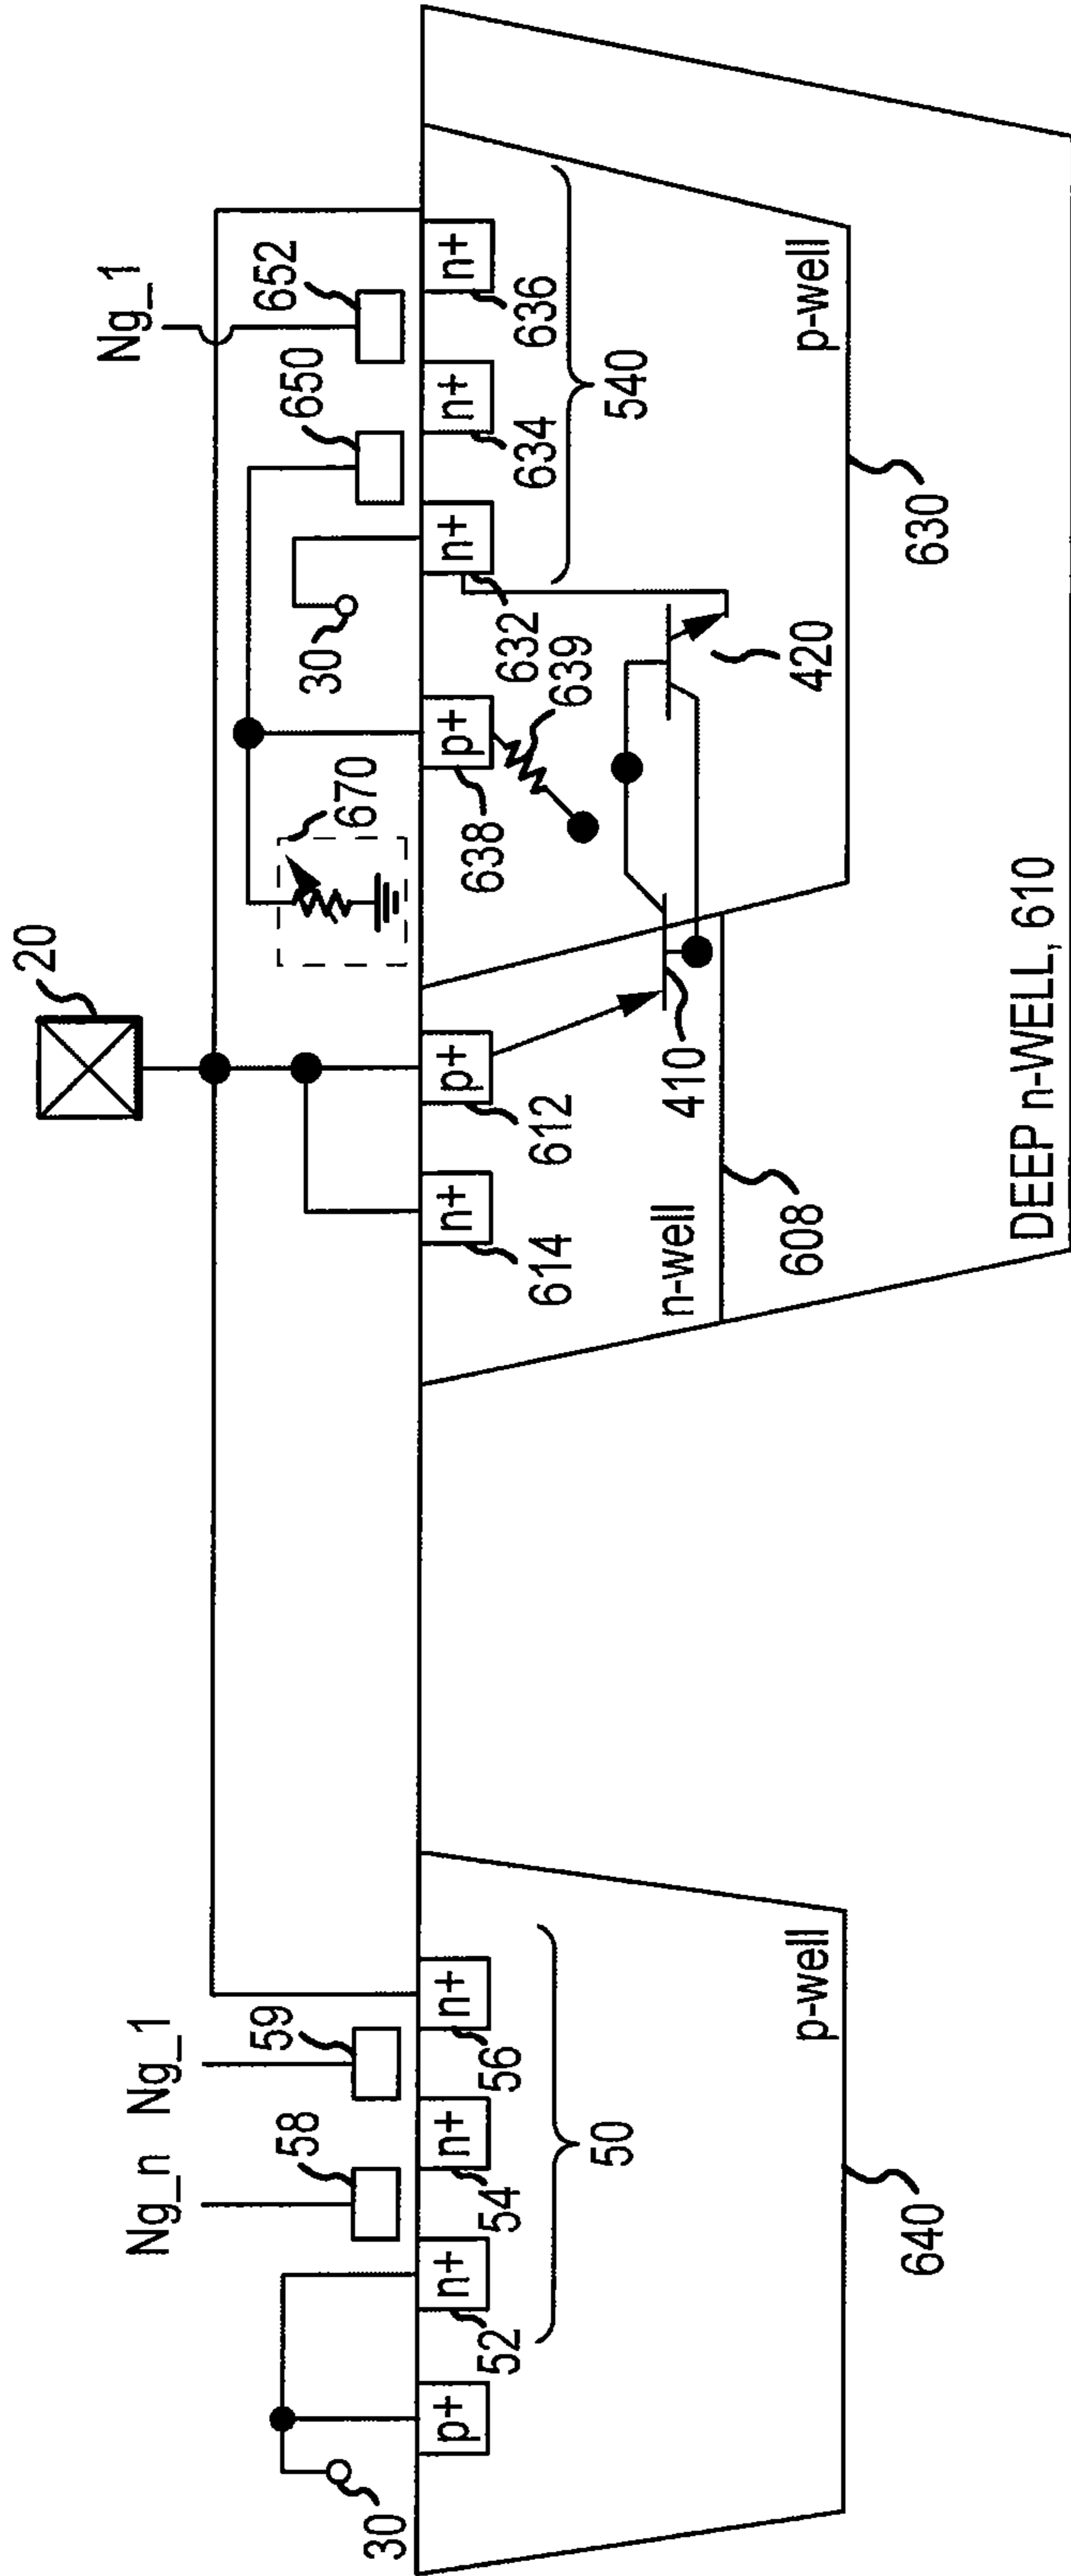 20
Ng_n
Ng_1
Ng_1
58
59
670
650
652
30
30
p+
n+
n+
n+
n+
p+
p+
n+
n+
n+
52
54
56
614
612
638
632
639
634
636
50
540
n-well
410
420
p-well
p-well
608
640
630
DEEP n-WELL, 610